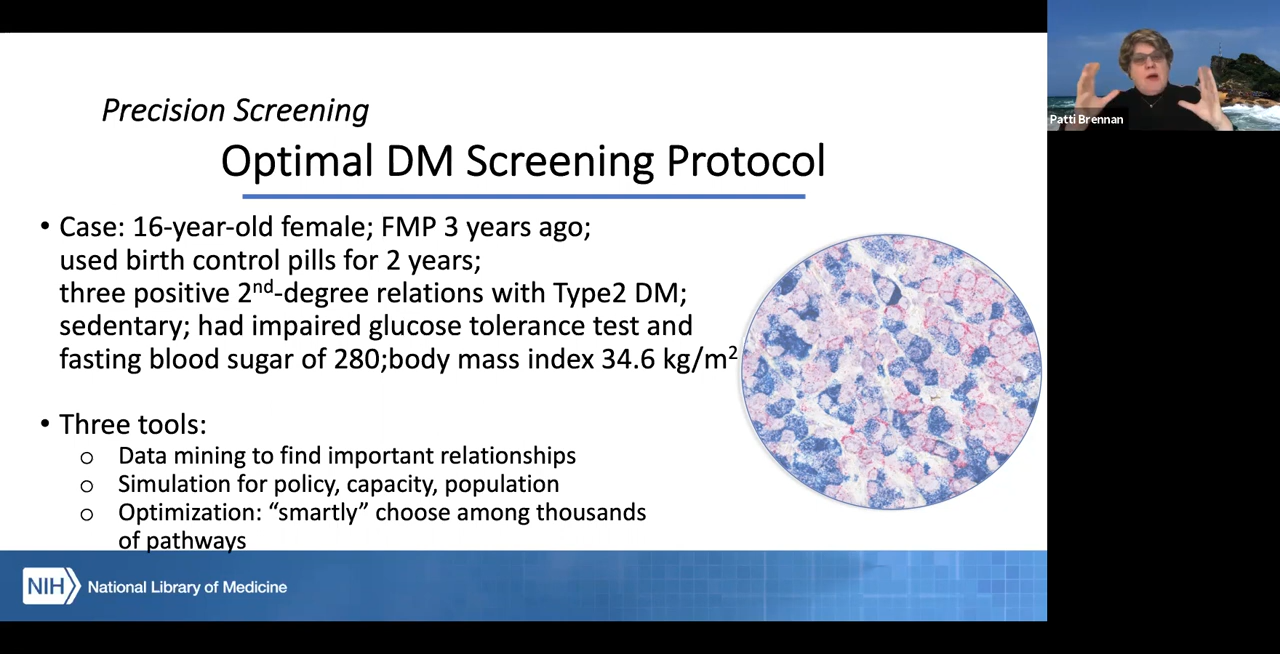 Precision Screening
Optimal DM Screening Protocol
• Case: 16-year-old female; FMP 3 years ago;
used birth control pills for 2 years;
three positive 2nd-degree relations with Type2 DM;
sedentary; had impaired glucose tolerance test and
fasting blood sugar of 280;body mass index 34.6 kg/m²
• Three tools:
o Data mining to find important relationships
o Simulation for policy, capacity, population
o Optimization: “smartly” choose among thousands
of pathways
NIH National Library of Medicine
Patti Brennan